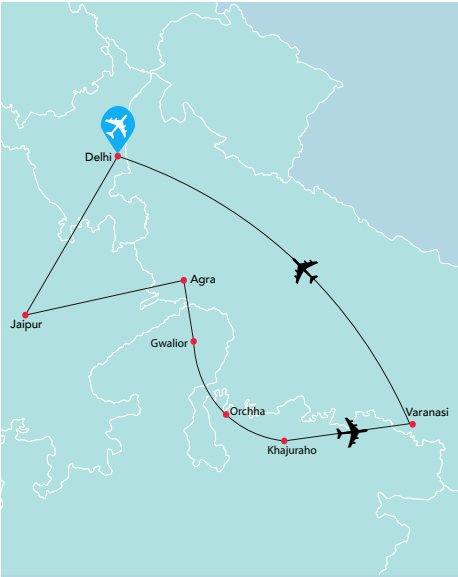 Delhi
Agra
Jaipur
Gwalior
Orchha
Varanasi
Khajuraho